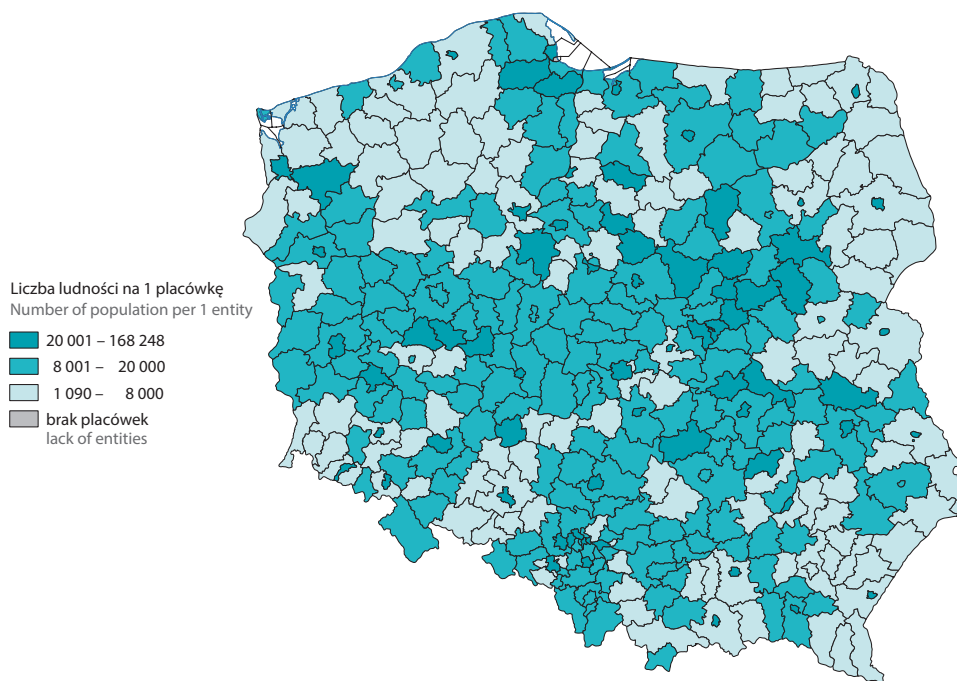 Liczba ludności na 1 placówkę
Number of population per 1 entity
20 001 – 168 248
8 001 – 20 000
1 090 – 8 000
brak placówek
lack of entities